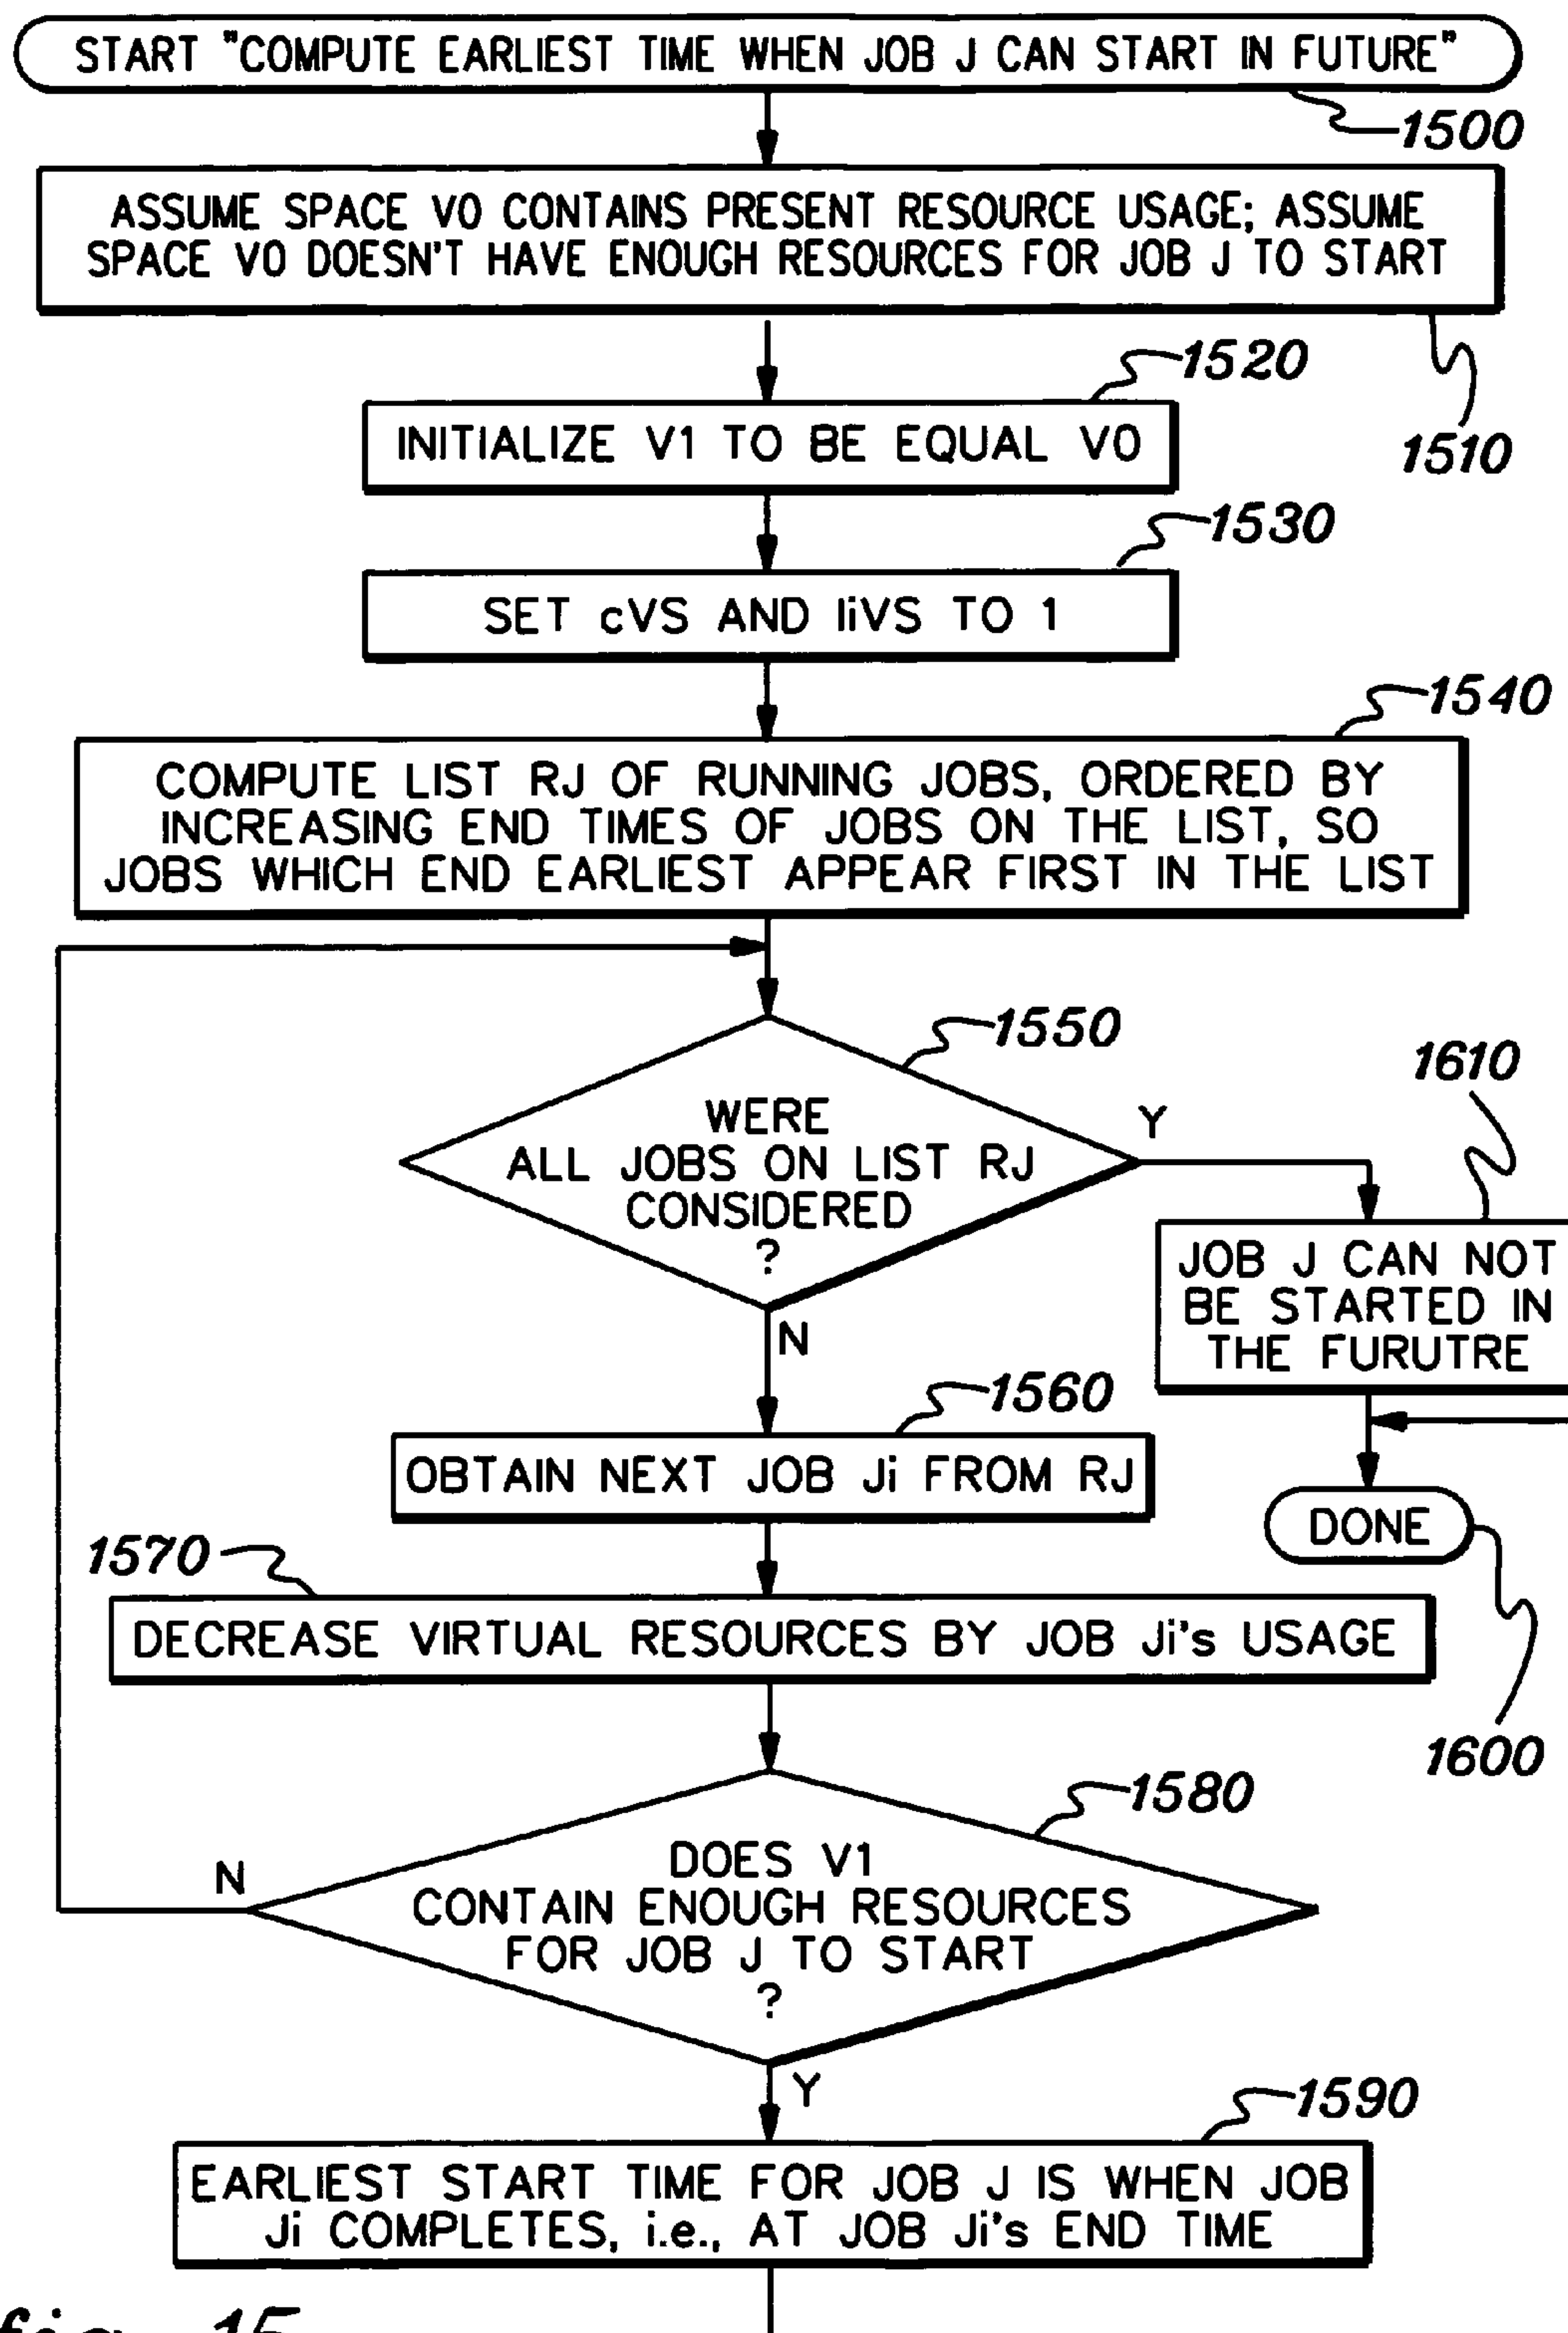 START "COMPUTE EARLIEST TIME WHEN JOB J CAN START IN FUTURE"
1500
ASSUME SPACE V0 CONTAINS PRESENT RESOURCE USAGE; ASSUME
SPACE V0 DOESN'T HAVE ENOUGH RESOURCES FOR JOB J TO START
1510
1520
INITIALIZE V1 TO BE EQUAL V0
1530
SET cVS AND liVS TO 1
1540
COMPUTE LIST RJ OF RUNNING JOBS, ORDERED BY
INCREASING END TIMES OF JOBS ON THE LIST, SO
JOBS WHICH END EARLIEST APPEAR FIRST IN THE LIST
1550
WERE
ALL JOBS ON LIST RJ
CONSIDERED
?
Y
1610
JOB J CAN NOT
BE STARTED IN
THE FURUTRE
N
1560
OBTAIN NEXT JOB Ji FROM RJ
DONE
1600
1570
DECREASE VIRTUAL RESOURCES BY JOB Ji's USAGE
1580
DOES V1
CONTAIN ENOUGH RESOURCES
FOR JOB J TO START
?
N
Y
1590
EARLIEST START TIME FOR JOB J IS WHEN JOB
Ji COMPLETES, i.e., AT JOB Ji's END TIME
fig. 15